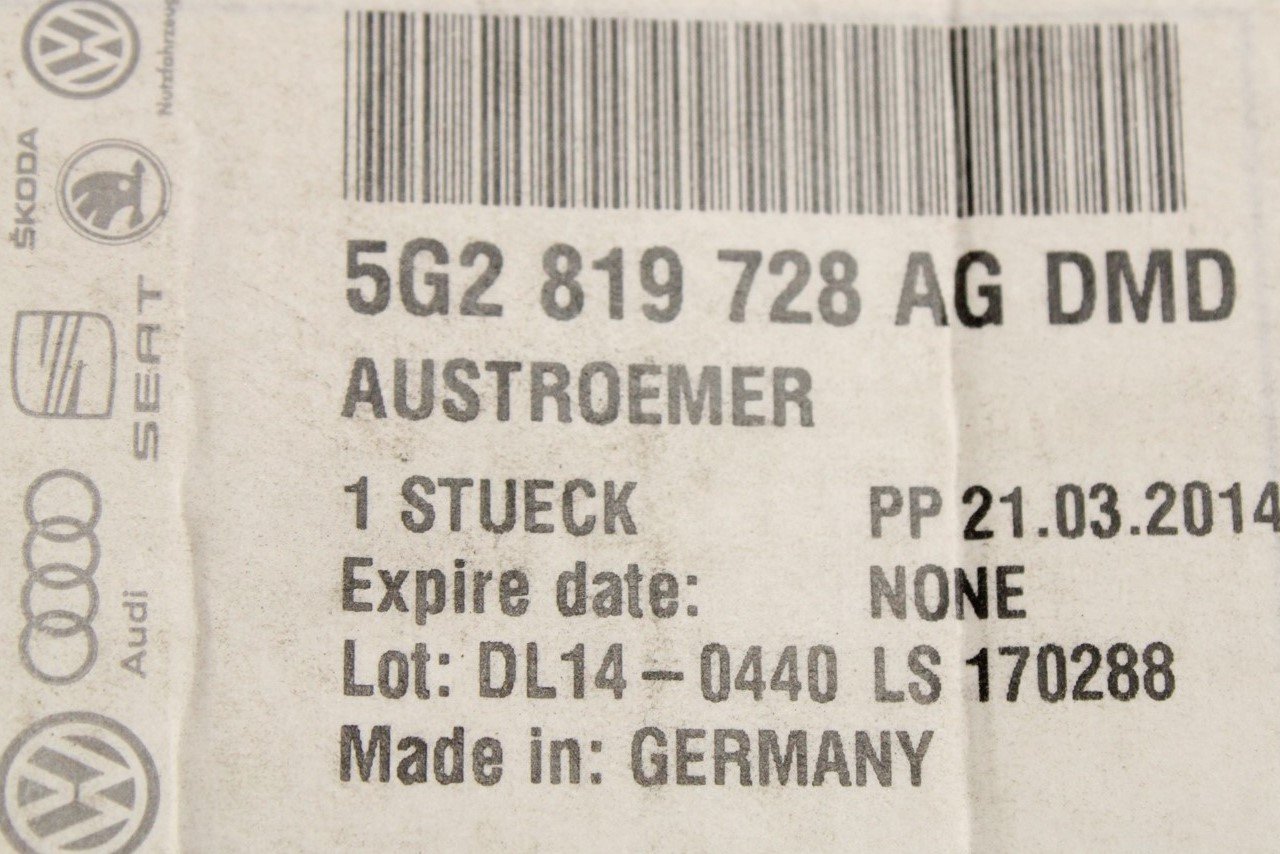 5G2 819 728 AG DMD
AUSTROEMER
1 STUECK PP 21.03.2014
Expire date: NONE
Lot: DL14-0440 LS 170288
Made in: GERMANY
Nutzfahrzeug
ŠKODA
SEAT
Audi